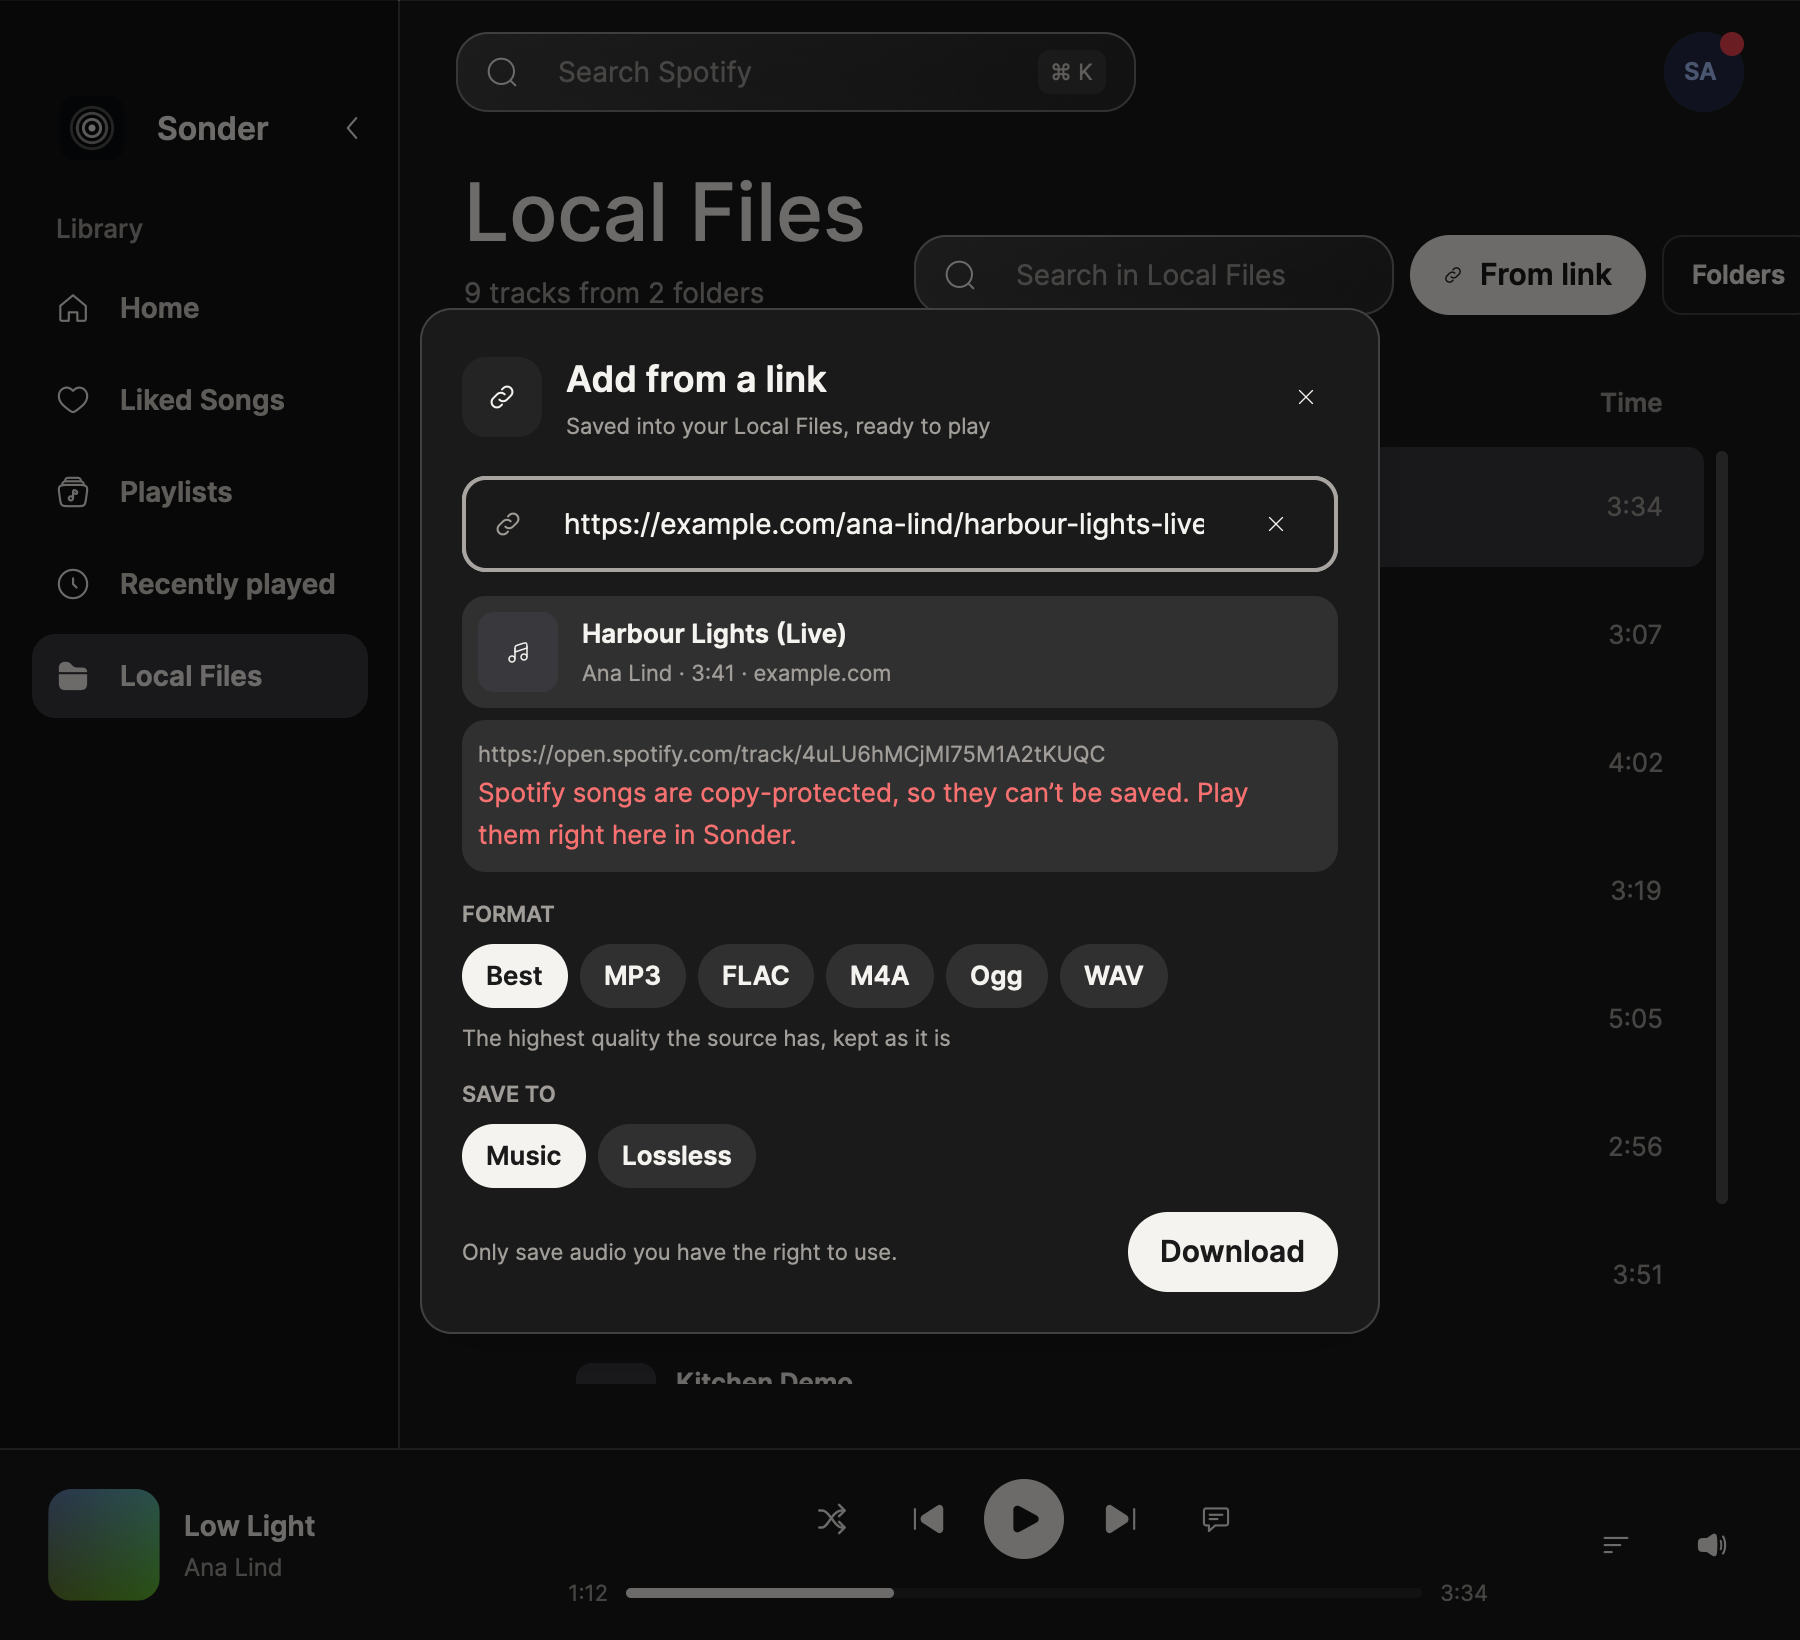 Search Spotify
⌘ K
SA
Sonder
Library
Home
Liked Songs
Playlists
Recently played
Local Files
Local Files
9 tracks from 2 folders
Search in Local Files
From link
Folders
Time
Add from a link
Saved into your Local Files, ready to play
https://example.com/ana-lind/harbour-lights-live
Harbour Lights (Live)
Ana Lind · 3:41 · example.com
https://open.spotify.com/track/4uLU6hMCjMI75M1A2tKUQC
Spotify songs are copy-protected, so they can’t be saved. Play
them right here in Sonder.
FORMAT
Best
MP3
FLAC
M4A
Ogg
WAV
The highest quality the source has, kept as it is
SAVE TO
Music
Lossless
Only save audio you have the right to use.
Download
3:34
3:07
4:02
3:19
5:05
2:56
3:51
Kitchen Demo
Low Light
Ana Lind
1:12
3:34